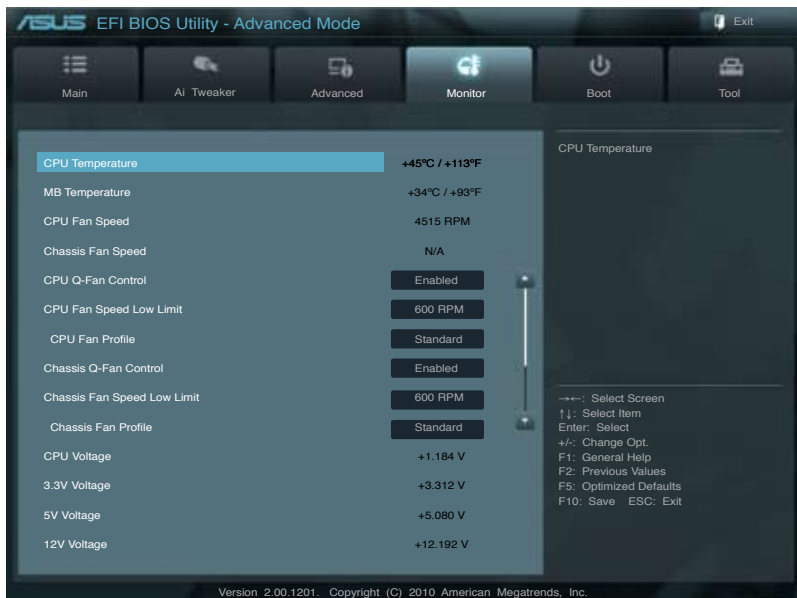 ASUS EFI BIOS Utility - Advanced Mode
Exit
Main
Ai Tweaker
Advanced
Monitor
Boot
Tool
CPU Temperature +45ºC / +113ºF
MB Temperature +34ºC / +93ºF
CPU Fan Speed 4515 RPM
Chassis Fan Speed N/A
CPU Q-Fan Control Enabled
CPU Fan Speed Low Limit 600 RPM
CPU Fan Profile Standard
Chassis Q-Fan Control Enabled
Chassis Fan Speed Low Limit 600 RPM
Chassis Fan Profile Standard
CPU Voltage +1.184 V
3.3V Voltage +3.312 V
5V Voltage +5.080 V
12V Voltage +12.192 V
CPU Temperature
→←: Select Screen
↑↓: Select Item
Enter: Select
+/-: Change Opt.
F1: General Help
F2: Previous Values
F5: Optimized Defaults
F10: Save ESC: Exit
Version 2.00.1201. Copyright (C) 2010 American Megatrends, Inc.